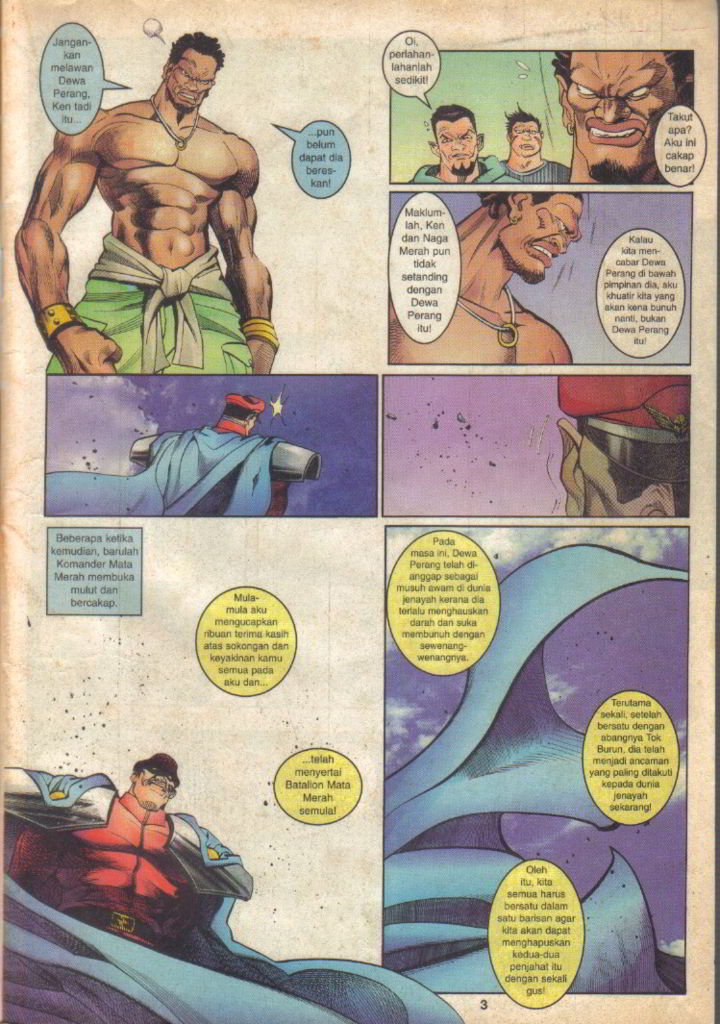 Jangan-
kan
melawan
Dewa
Perang,
Ken tadi
itu...
...pun
belum
dapat dia
beres-
kan!
Oi,
perlahan-
lahanlah
sedikit!
Takut
apa?
Aku ini
cakap
benar!
Maklum-
lah, Ken
dan Naga
Merah pun
tidak
setanding
dengan
Dewa
Perang
itu!
Kalau
kita men-
cabar Dewa
Perang di bawah
pimpinan dia, aku
khuatir kita yang
akan kena bunuh
nanti, bukan
Dewa Perang
itu!
Beberapa ketika
kemudian, barulah
Komander Mata
Merah membuka
mulut dan
bercakap.
Mula-
mula aku
mengucapkan
ribuan terima kasih
atas sokongan dan
keyakinan kamu
semua pada
aku dan...
...telah
menyertai
Batalion Mata
Merah
semula!
Pada
masa ini, Dewa
Perang telah di-
anggap sebagai
musuh awam di dunia
jenayah kerana dia
terlalu menghauskan
darah dan suka
membunuh dengan
sewenang-
wenangnya.
Terutama
sekali, setelah
bersatu dengan
abangnya Tok
Burun, dia telah
menjadi ancaman
yang paling ditakuti
kepada dunia
jenayah
sekarang!
Oleh
itu, kita
semua harus
bersatu dalam
satu barisan agar
kita akan dapat
menghapuskan
kedua-dua
penjahat itu
dengan sekali
gus!
3